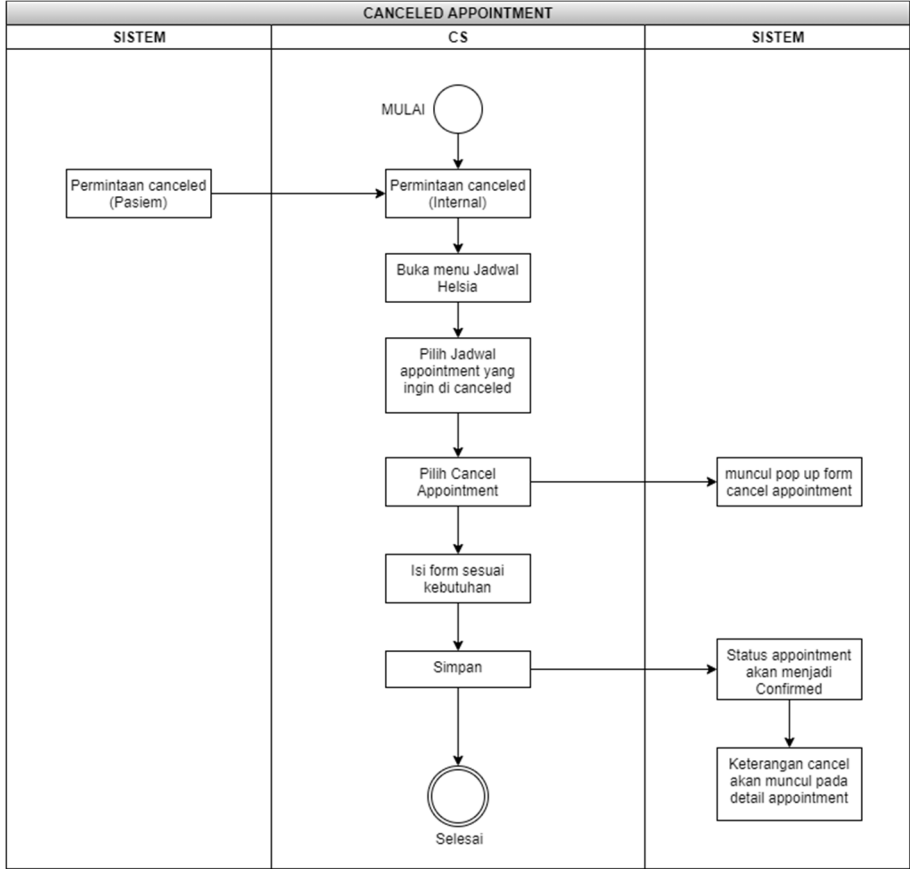 CANCELED APPOINTMENT
SISTEM
CS
SISTEM
MULAI
Permintaan canceled
(Pasiem)
Permintaan canceled
(Internal)
Buka menu Jadwal
Helsia
Pilih Jadwal
appointment yang
ingin di canceled
Pilih Cancel
Appointment
muncul pop up form
cancel appointment
Isi form sesuai
kebutuhan
Simpan
Status appointment
akan menjadi
Confirmed
Keterangan cancel
akan muncul pada
detail appointment
Selesai